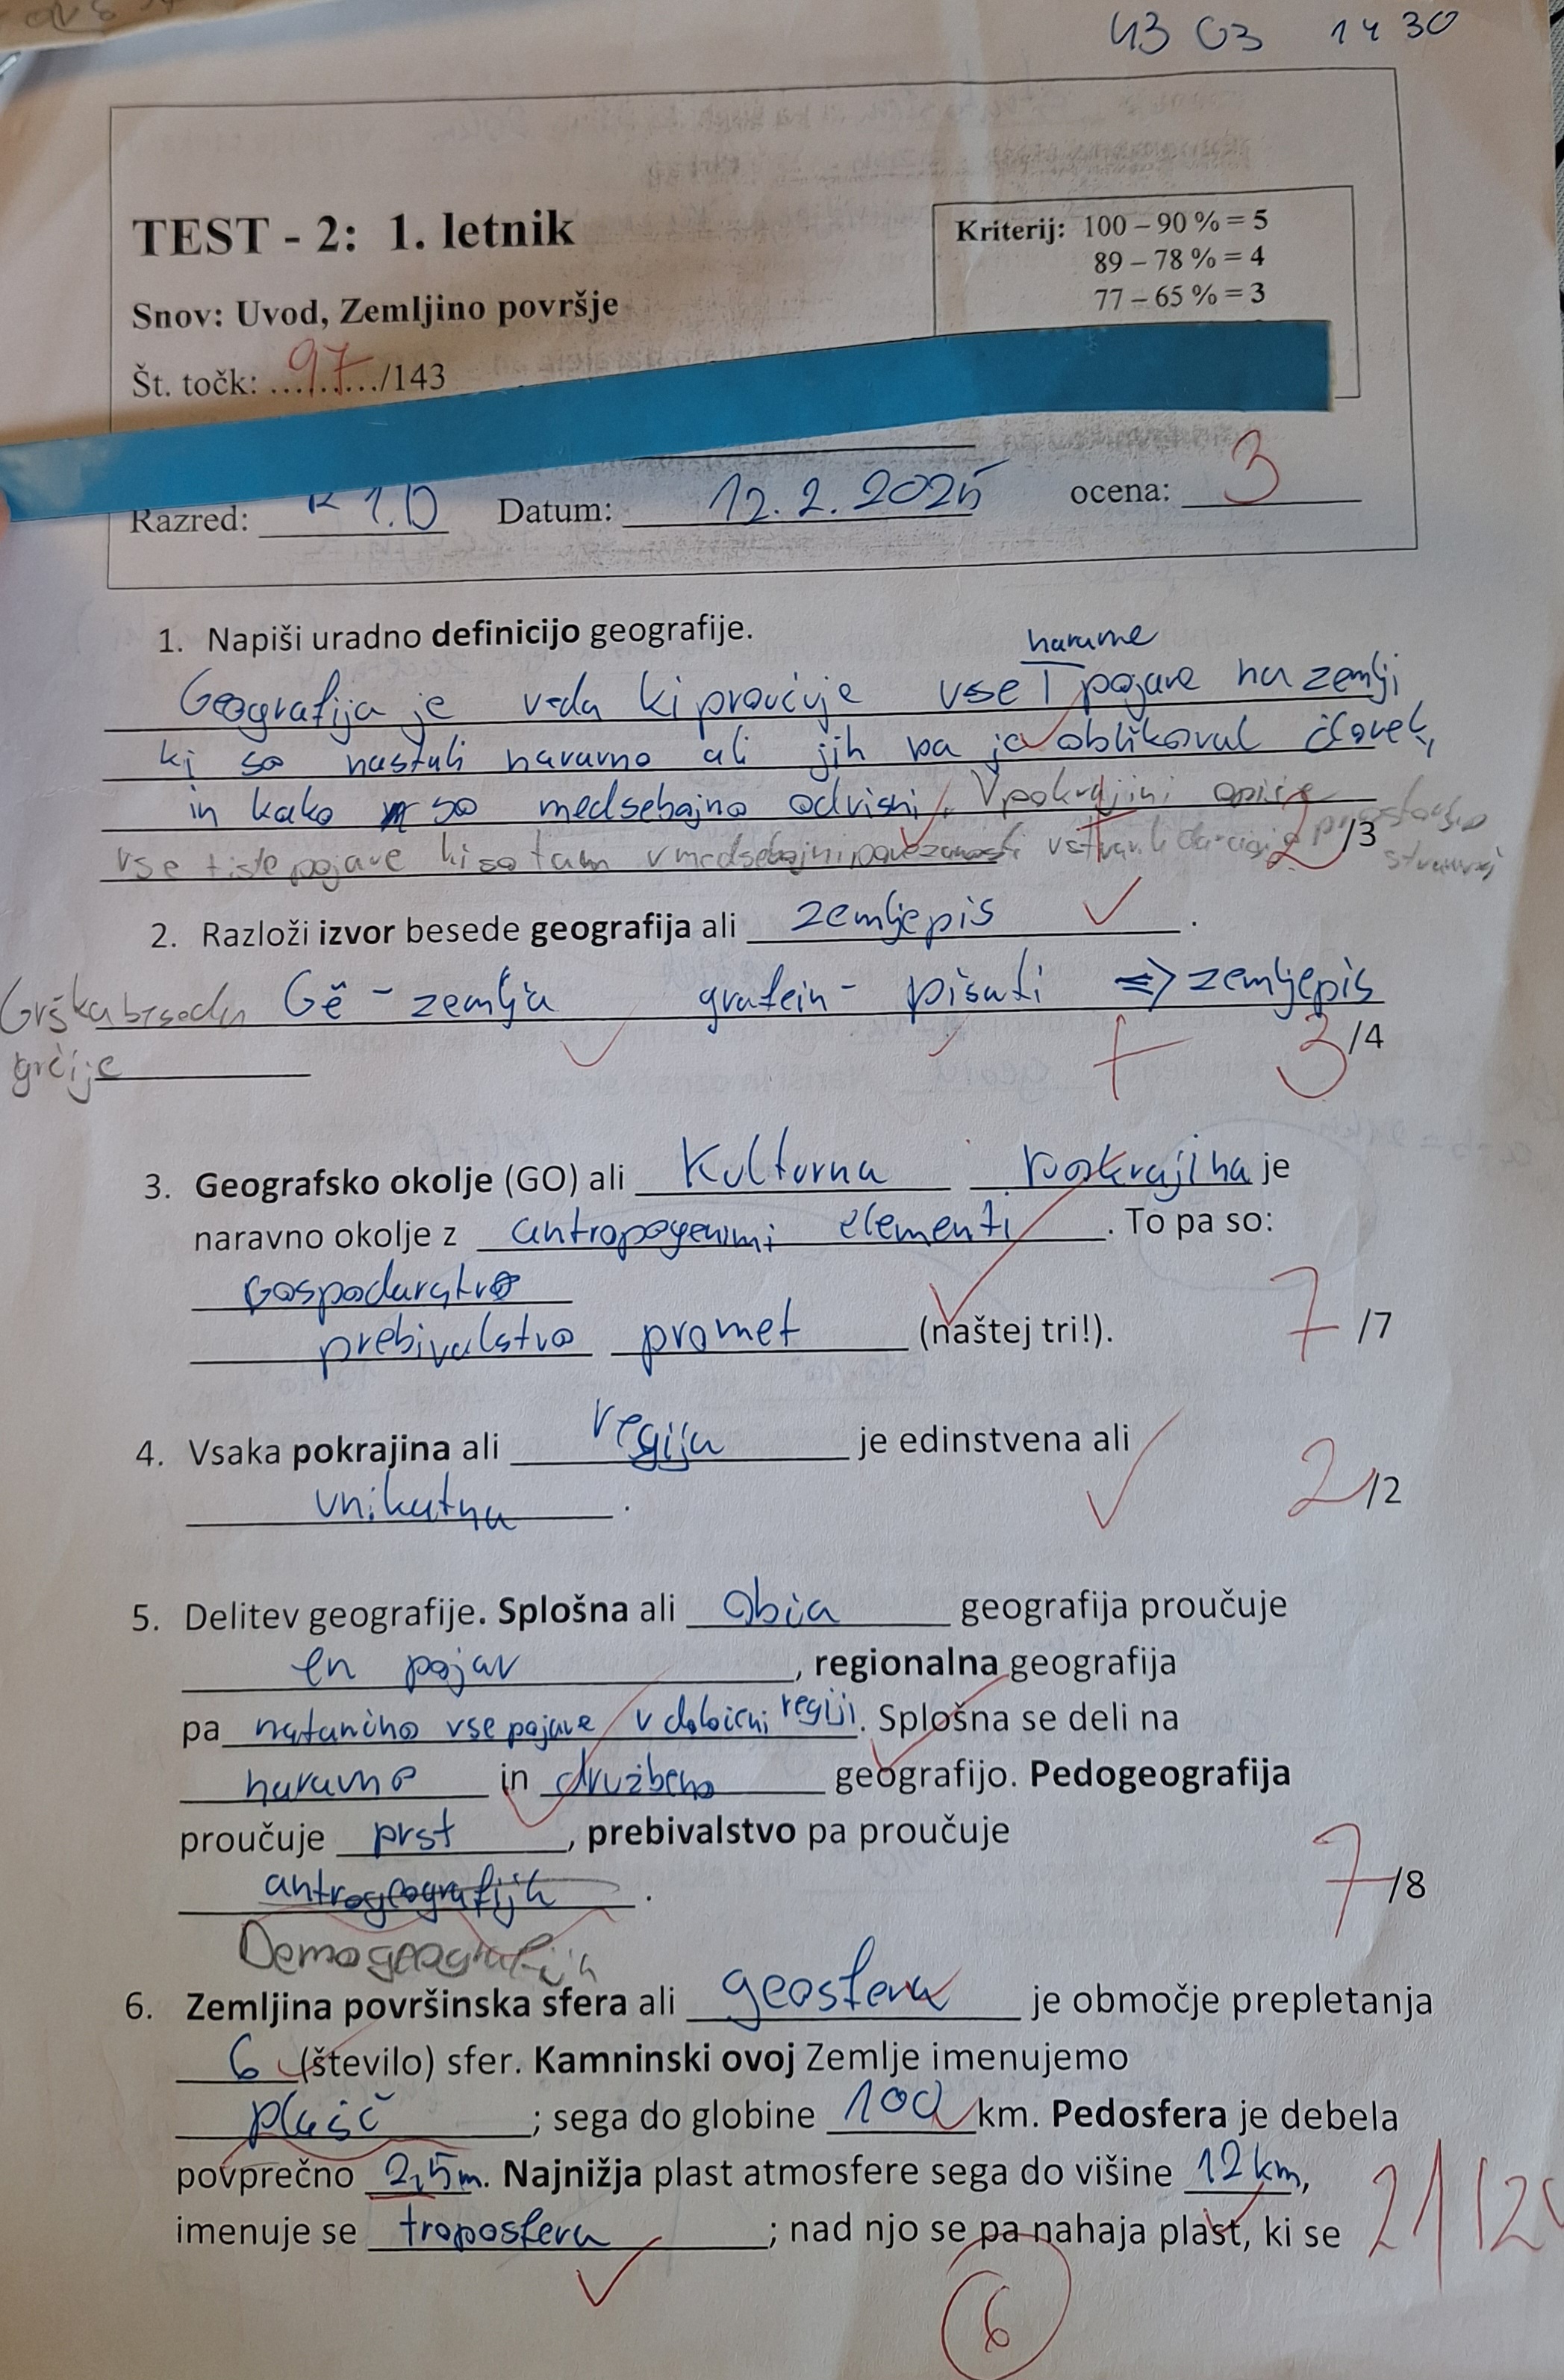 43 03 14 30
TEST - 2: 1. letnik
Kriterij: 100 – 90 % = 5
89 – 78 % = 4
77 – 65 % = 3
Snov: Uvod, Zemljino površje
Št. točk: 97/143
Razred: 1.D Datum: 12.2.2025 ocena: 3
1. Napiši uradno definicijo geografije.
naravne
Geografija je veda ki proučuje vse pojave na zemlji
ki so nastali naravno ali jih pa je oblikoval človek,
in kako so medsebojno odvisni. V pokrajini opiše
vse tiste pojave ki so tam v medsebojni povezanosti prostorsko
2/3
2. Razloži izvor besede geografija ali zemljepis.
Grška beseda Gē - zemlja grafein - pisati => zemljepis
grčije
3/4
3. Geografsko okolje (GO) ali Kulturna pokrajina je
naravno okolje z antropogenimi elementi. To pa so:
Gospodarstvo
prebivalstvo promet (naštej tri!). 7/7
4. Vsaka pokrajina ali regija je edinstvena ali
unikatna. 2/2
5. Delitev geografije. Splošna ali obča geografija proučuje
en pojav, regionalna geografija
pa natančno vse pojave v določeni regiji. Splošna se deli na
naravno in družbeno geografijo. Pedogeografija
proučuje prst, prebivalstvo pa proučuje
antrogeografija. 7/8
Demogeografija
6. Zemljina površinska sfera ali geosfera je območje prepletanja
6 (število) sfer. Kamninski ovoj Zemlje imenujemo
plašč; sega do globine 100 km. Pedosfera je debela
povprečno 2,5m. Najnižja plast atmosfere sega do višine 12 km,
imenuje se troposfera; nad njo se pa nahaja plast, ki se
21/2
6